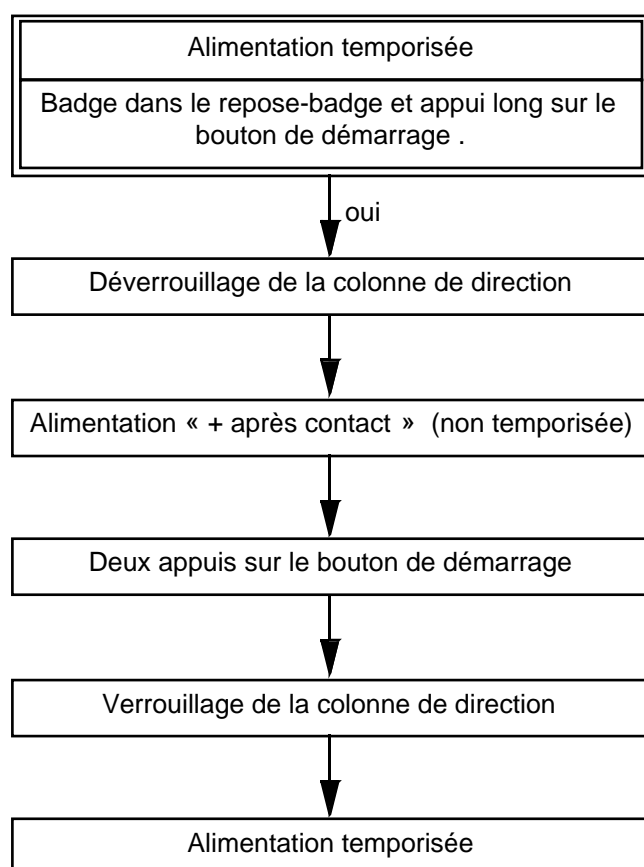 Alimentation temporisée
Badge dans le repose-badge et appui long sur le
bouton de démarrage .
oui
Déverrouillage de la colonne de direction
Alimentation « + après contact » (non temporisée)
Deux appuis sur le bouton de démarrage
Verrouillage de la colonne de direction
Alimentation temporisée